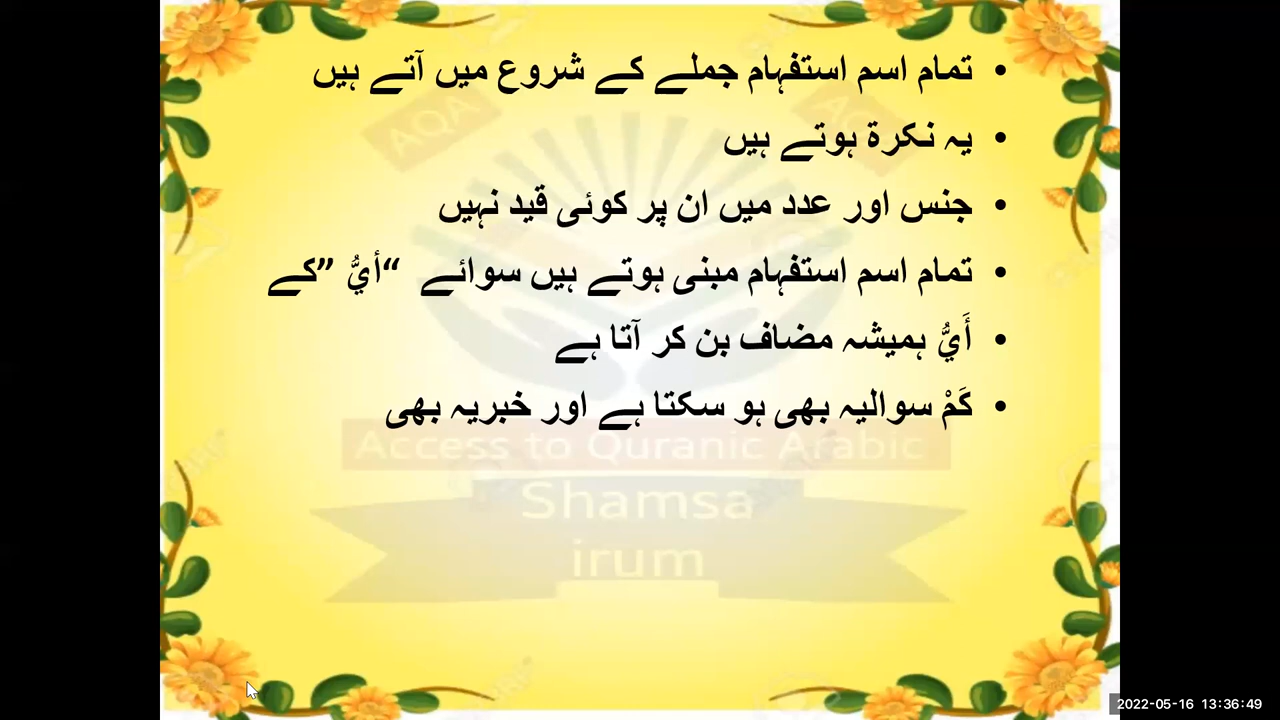 • تمام اسم استفہام جملے کے شروع میں آتے ہیں
• یہ نکرۃ ہوتے ہیں
• جنس اور عدد میں ان پر کوئی قید نہیں
• تمام اسم استفہام مبنی ہوتے ہیں سوائے “أيُّ ”کے
• أَيُّ ہمیشہ مضاف بن کر آتا ہے
• كَمْ سوالیہ بھی ہو سکتا ہے اور خبریہ بھی
AQA
AQA
Access to Quranic Arabic
Shamsa
irum
2022-05-16 13:36:49